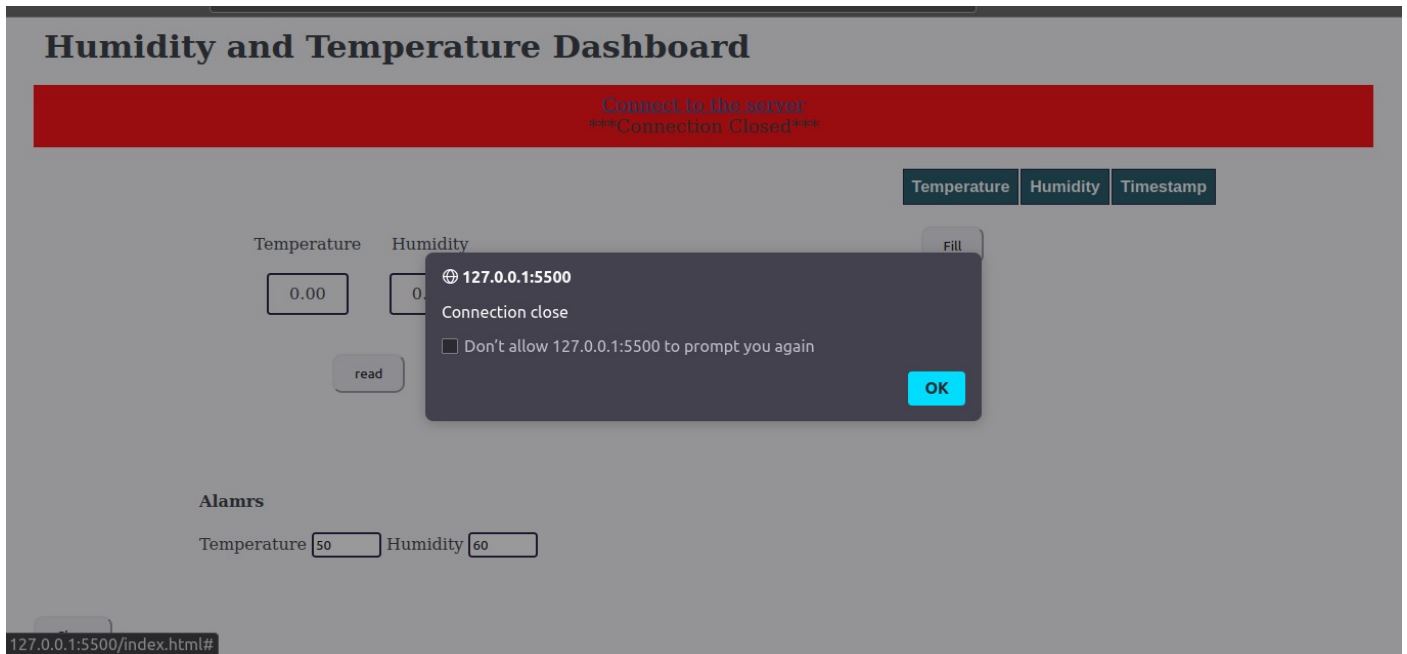 Humidity and Temperature Dashboard
Connect to the server
***Connection Closed***
Temperature Humidity Timestamp
Temperature Humidity
Fill
127.0.0.1:5500
0.00 0.
Connection close
Don't allow 127.0.0.1:5500 to prompt you again
read
OK
Alamrs
Temperature 50 Humidity 60
127.0.0.1:5500/index.html#